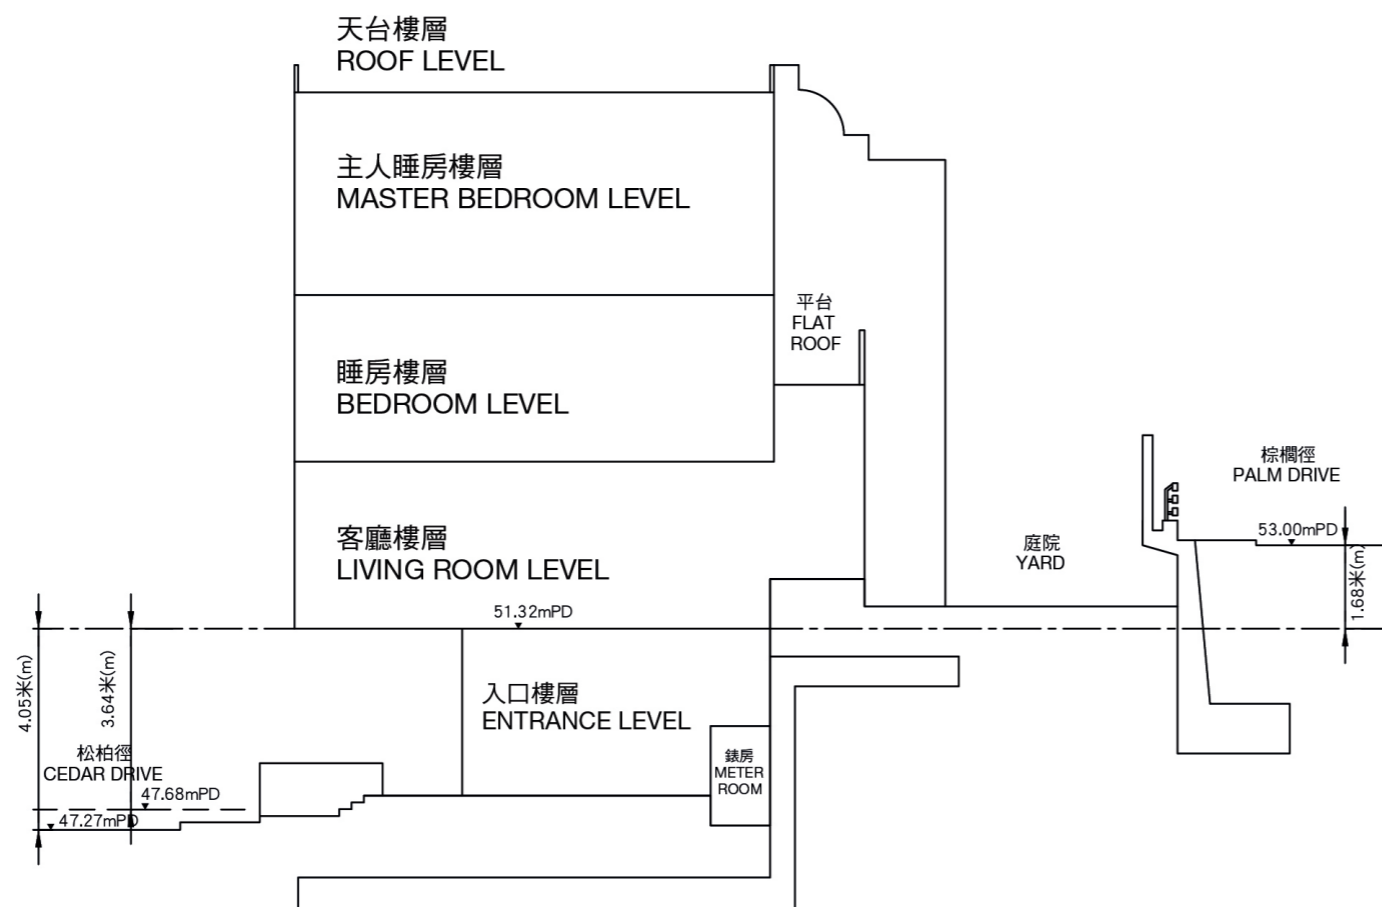 天台樓層
ROOF LEVEL
主人睡房樓層
MASTER BEDROOM LEVEL
平台
FLAT
ROOF
睡房樓層
BEDROOM LEVEL
棕櫚徑
PALM DRIVE
53.00mPD
1.68米(m)
客廳樓層
LIVING ROOM LEVEL
庭院
YARD
51.32mPD
4.05米(m)
3.64米(m)
入口樓層
ENTRANCE LEVEL
錶房
METER
ROOM
松柏徑
CEDAR DRIVE
47.68mPD
47.27mPD